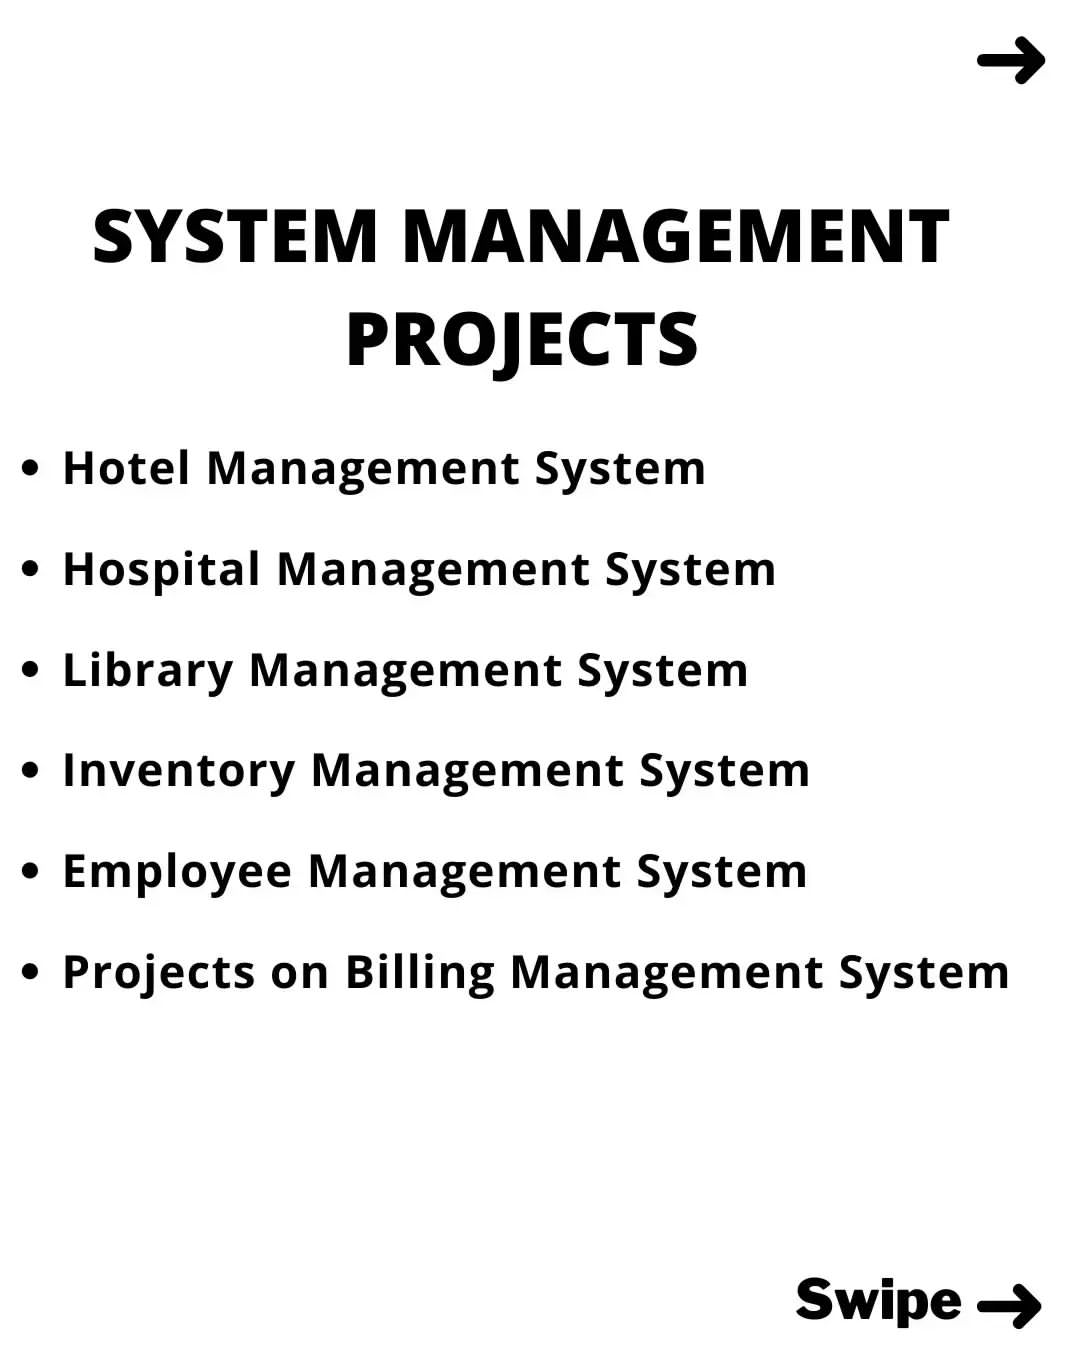 SYSTEM MANAGEMENT
PROJECTS
• Hotel Management System
• Hospital Management System
• Library Management System
• Inventory Management System
• Employee Management System
• Projects on Billing Management System
Swipe